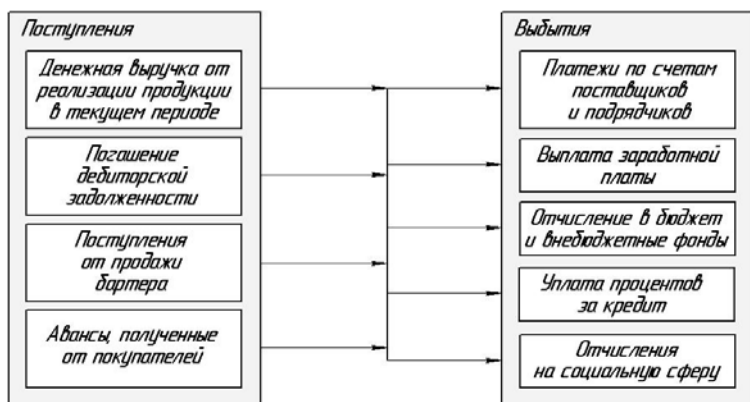 Поступления
Денежная выручка от
реализации продукции
в текущем периоде
Погашение
дебиторской
задолженности
Поступления
от продажи
бартера
Авансы, полученные
от покупателей
Выбытия
Платежи по счетам
поставщиков
и подрядчиков
Выплата заработной
платы
Отчисление в бюджет
и внебюджетные фонды
Уплата процентов
за кредит
Отчисления
на социальную сферу